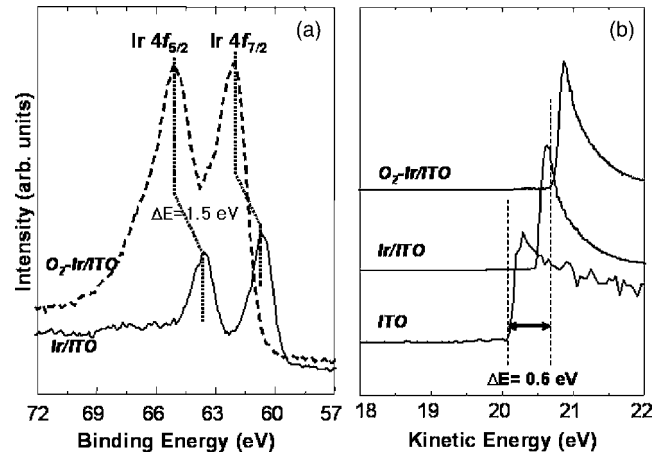 Ir 4f5/2 Ir 4f7/2 (a)
ΔE=1.5 eV
O2-Ir/ITO
Ir/ITO
Intensity (arb. units)
72 69 66 63 60 57
Binding Energy (eV)
(b)
O2-Ir/ITO
Ir/ITO
ITO
ΔE= 0.6 eV
18 19 20 21 22
Kinetic Energy (eV)